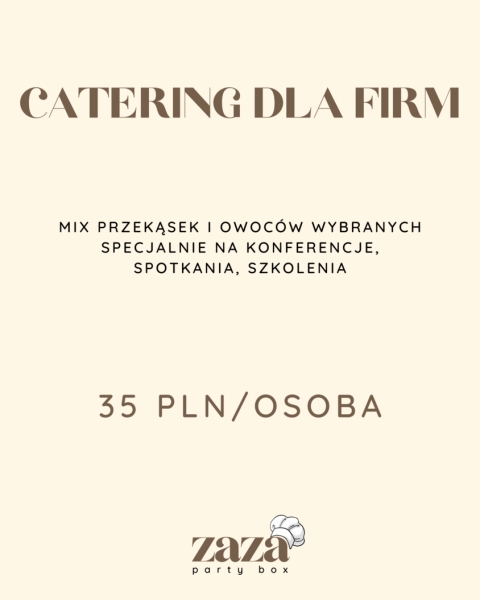 CATERING DLA FIRM
MIX PRZEKĄSEK I OWOCÓW WYBRANYCH
SPECJALNIE NA KONFERENCJE,
SPOTKANIA, SZKOLENIA
35 PLN/OSOBA
zaza
party box